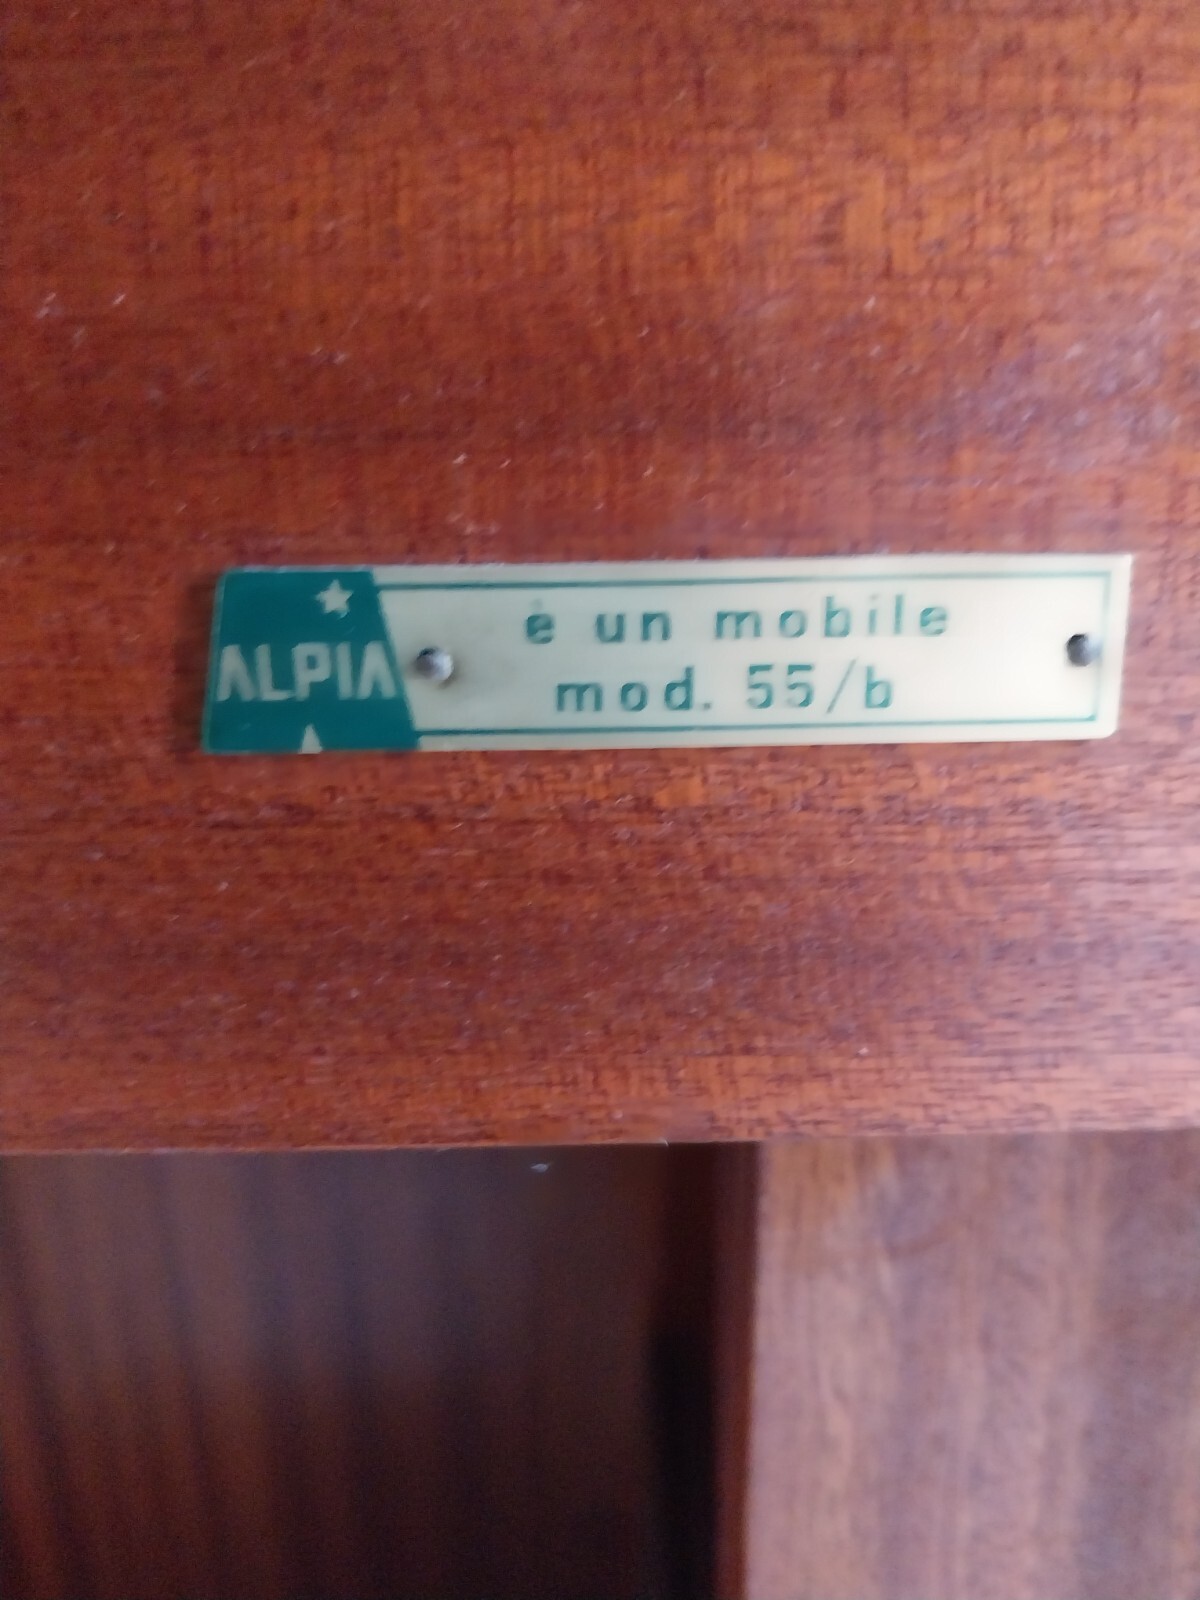 ALPIA
è un mobile
mod. 55/b